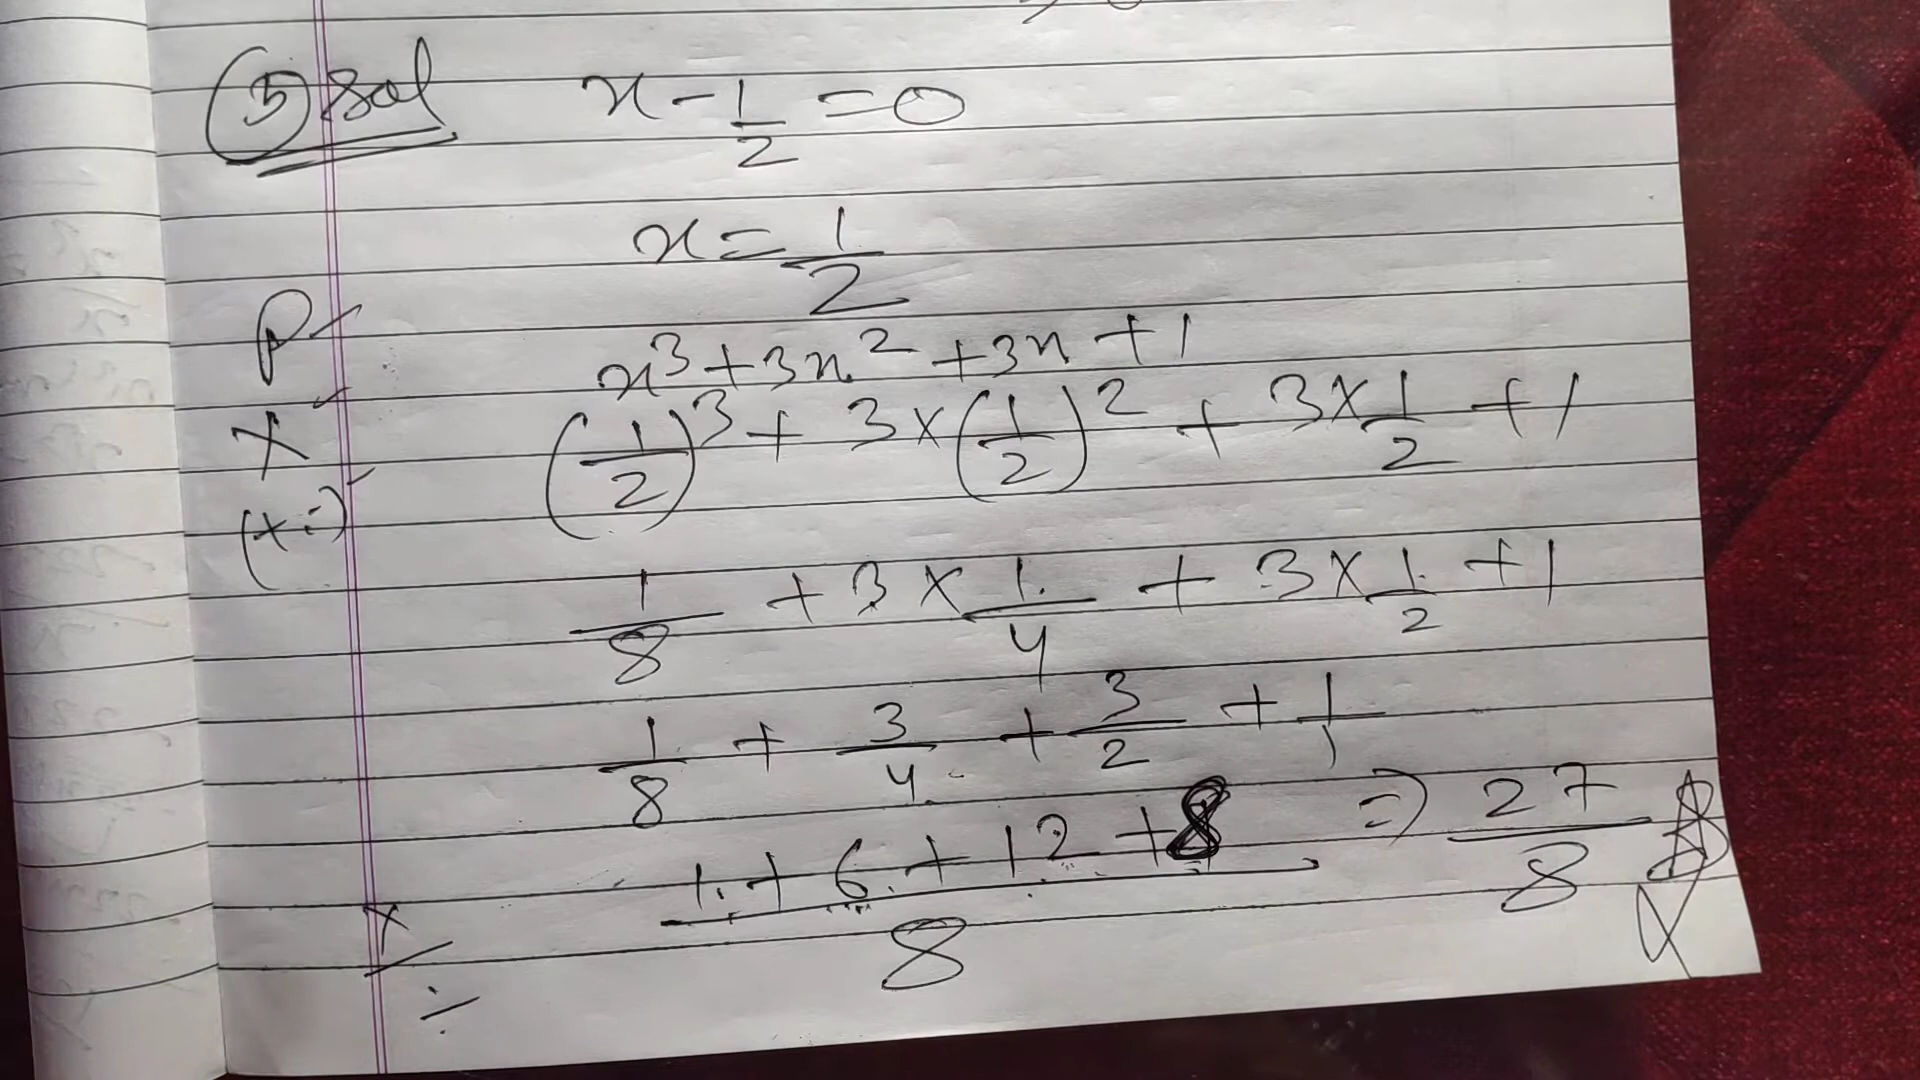 (5) Sol x - 1/2 = 0
x = 1/2
P x³ + 3x² + 3x + 1
x (1/2)³ + 3 × (1/2)² + 3 × 1/2 + 1
1/8 + 3 × 1/4 + 3 × 1/2 + 1
1/8 + 3/4 + 3/2 + 1/1
1 + 6 + 12 + 8 / 8 ⇒ 27/8